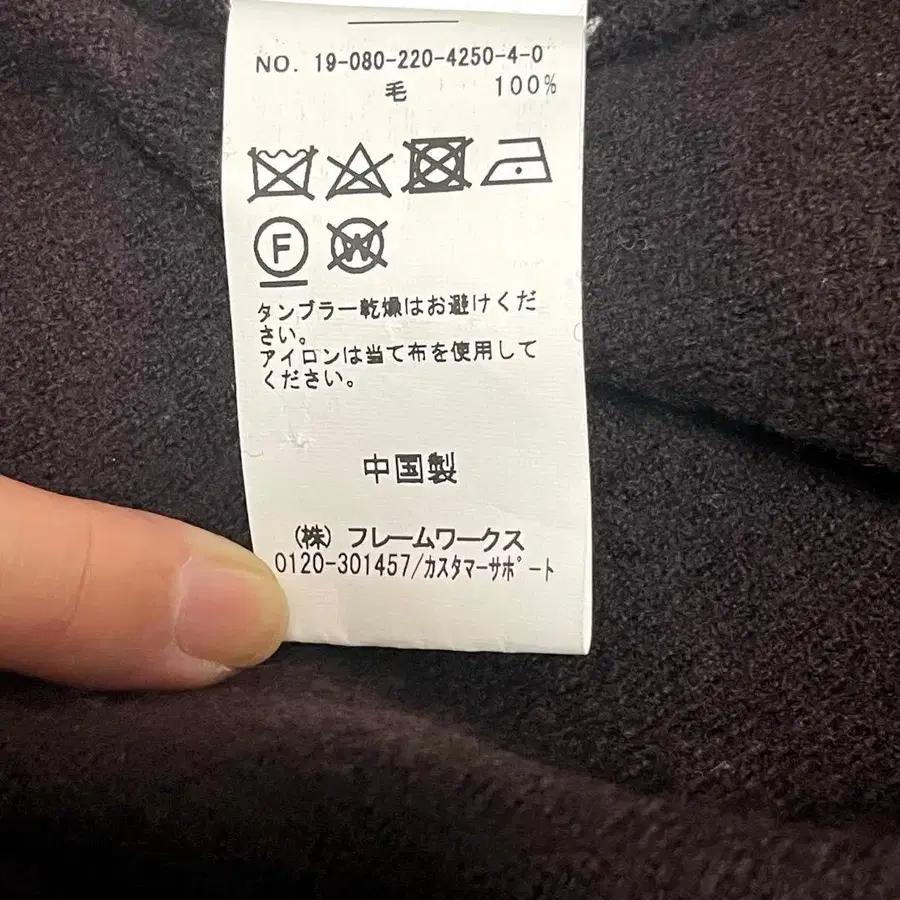 NO. 19-080-220-4250-4-0
毛 100%
F W
タンブラー乾燥はお避けくだ
さい。
アイロンは当て布を使用して
ください。
中国製
(株) フレームワークス
0120-301457/カスタマーサポート